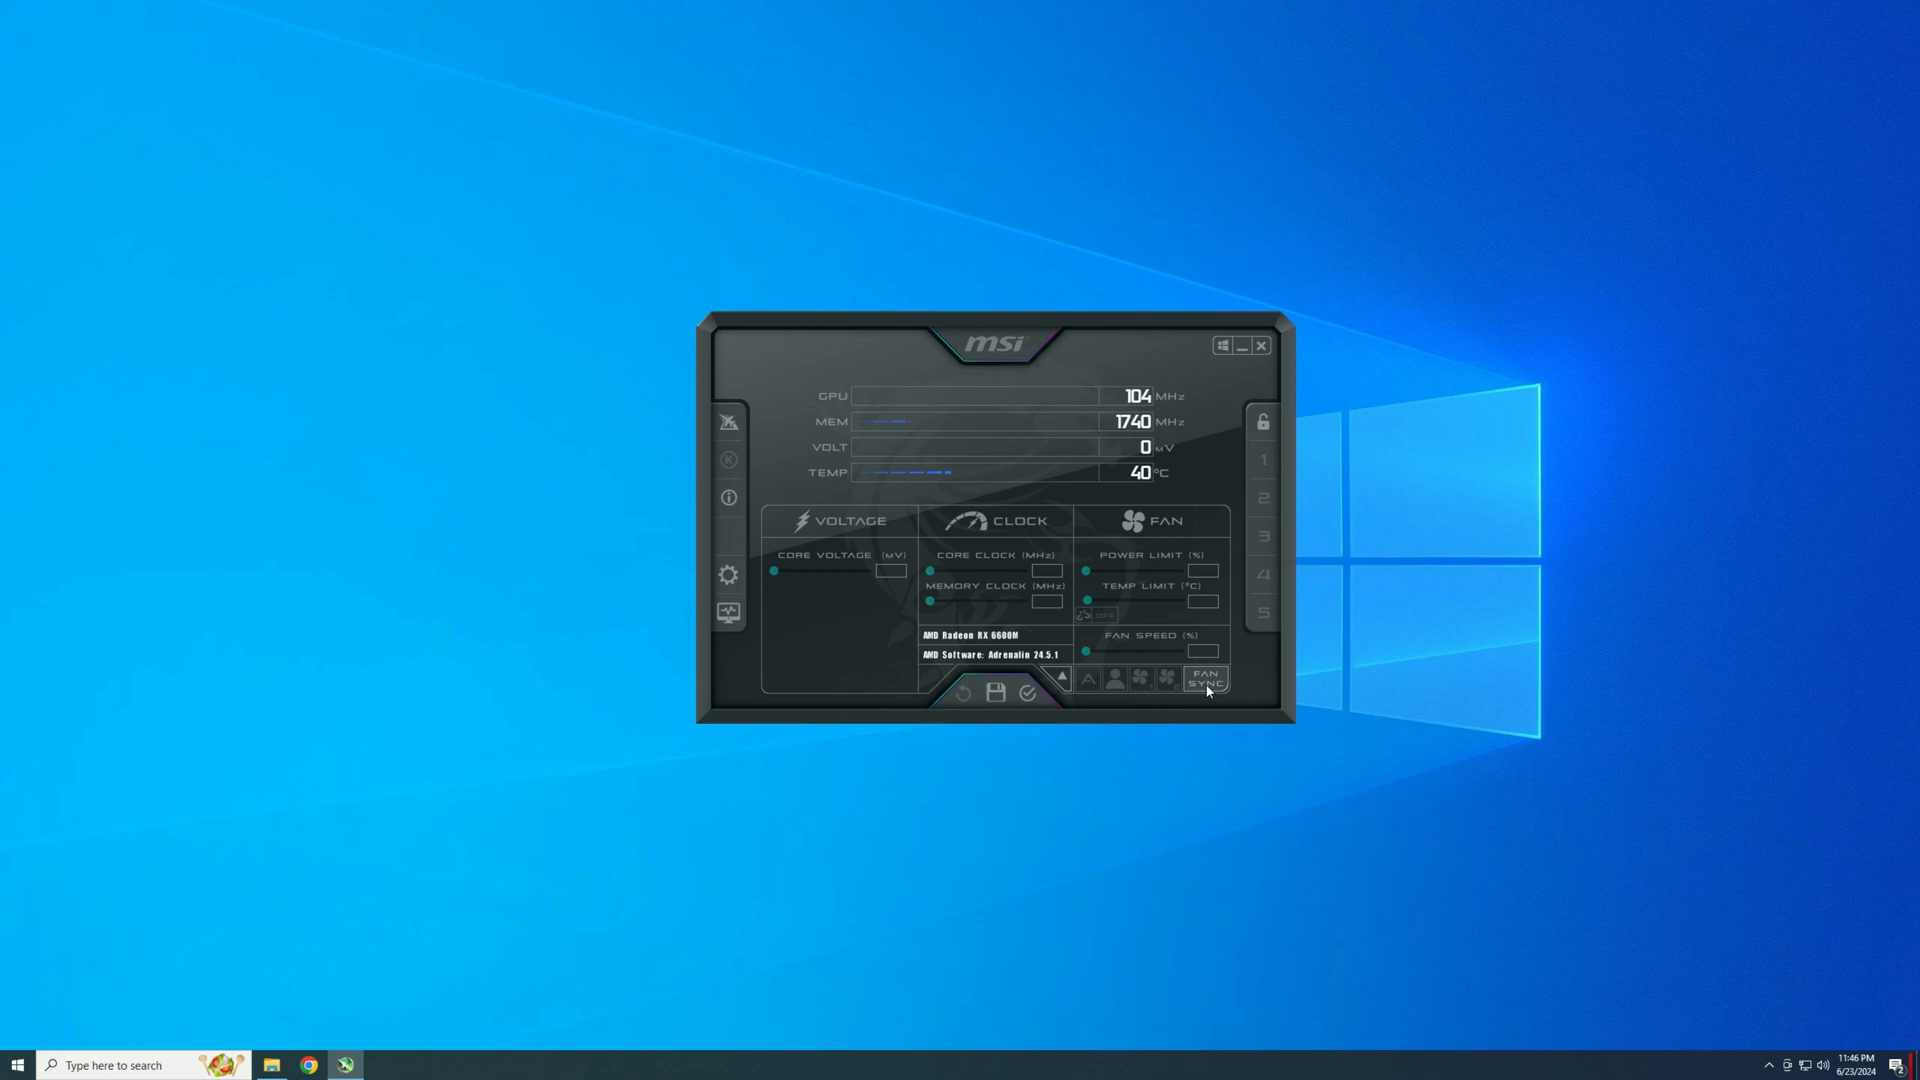 msi
GPU 104 MHz
MEM 1740 MHz
VOLT 0 mV
TEMP 40 °C
K
i
1
2
3
4
5
VOLTAGE
CLOCK
FAN
CORE VOLTAGE (MV)
CORE CLOCK (MHz)
POWER LIMIT (%)
MEMORY CLOCK (MHz)
TEMP LIMIT (°C)
OFF
AMD Radeon RX 6600M
FAN SPEED (%)
AMD Software: Adrenalin 24.5.1
A
1
FAN
SYNC
Type here to search
11:46 PM
6/23/2024
2